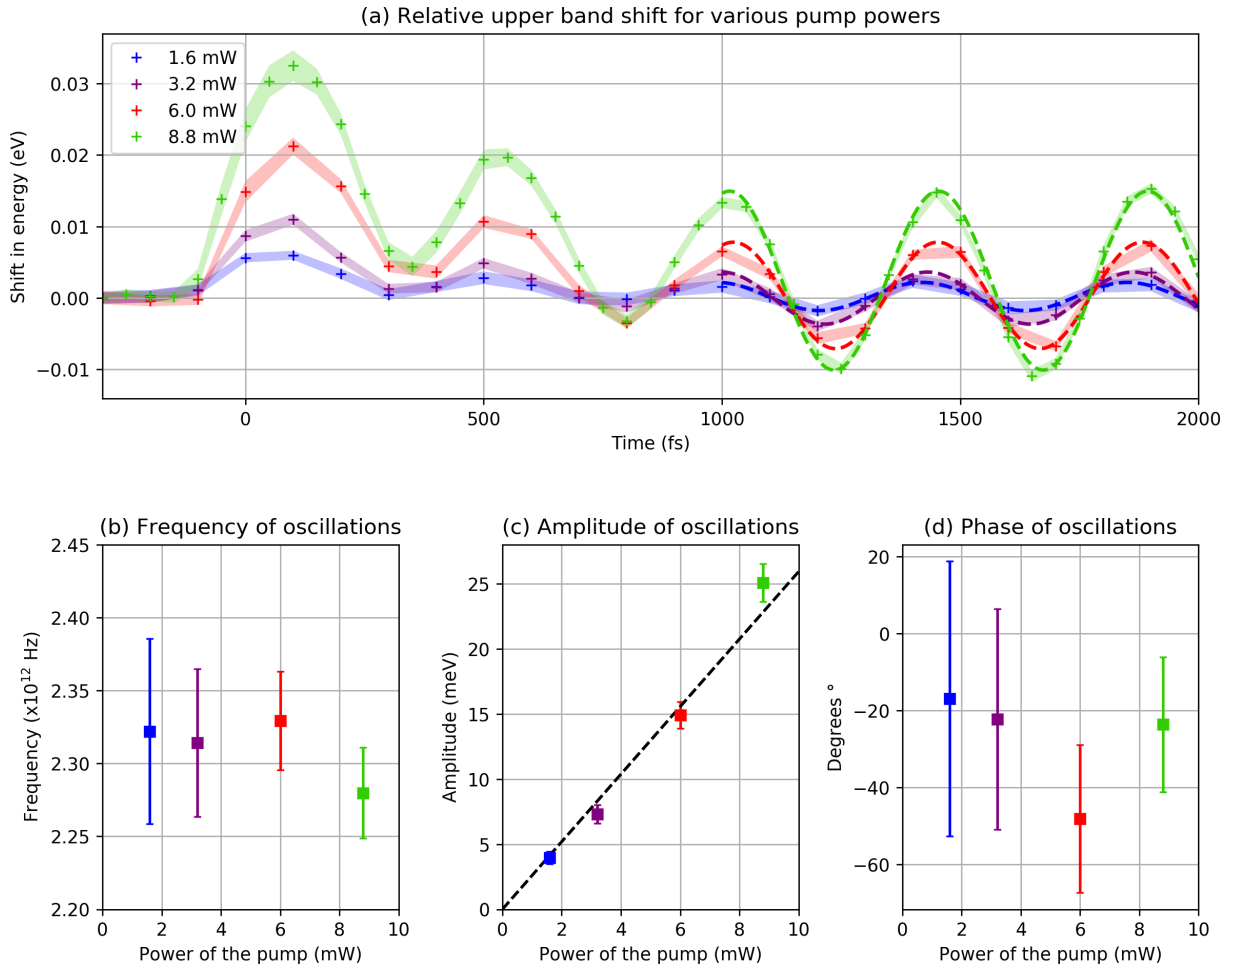 (a) Relative upper band shift for various pump powers
Shift in energy (eV)
0.03
0.02
0.01
0.00
−0.01
1.6 mW
3.2 mW
6.0 mW
8.8 mW
0 500 1000 1500 2000
Time (fs)
(b) Frequency of oscillations
Frequency (x10¹² Hz)
2.45
2.40
2.35
2.30
2.25
2.20
0 2 4 6 8 10
Power of the pump (mW)
(c) Amplitude of oscillations
Amplitude (meV)
25
20
15
10
5
0
0 2 4 6 8 10
Power of the pump (mW)
(d) Phase of oscillations
Degrees °
20
0
−20
−40
−60
0 2 4 6 8 10
Power of the pump (mW)